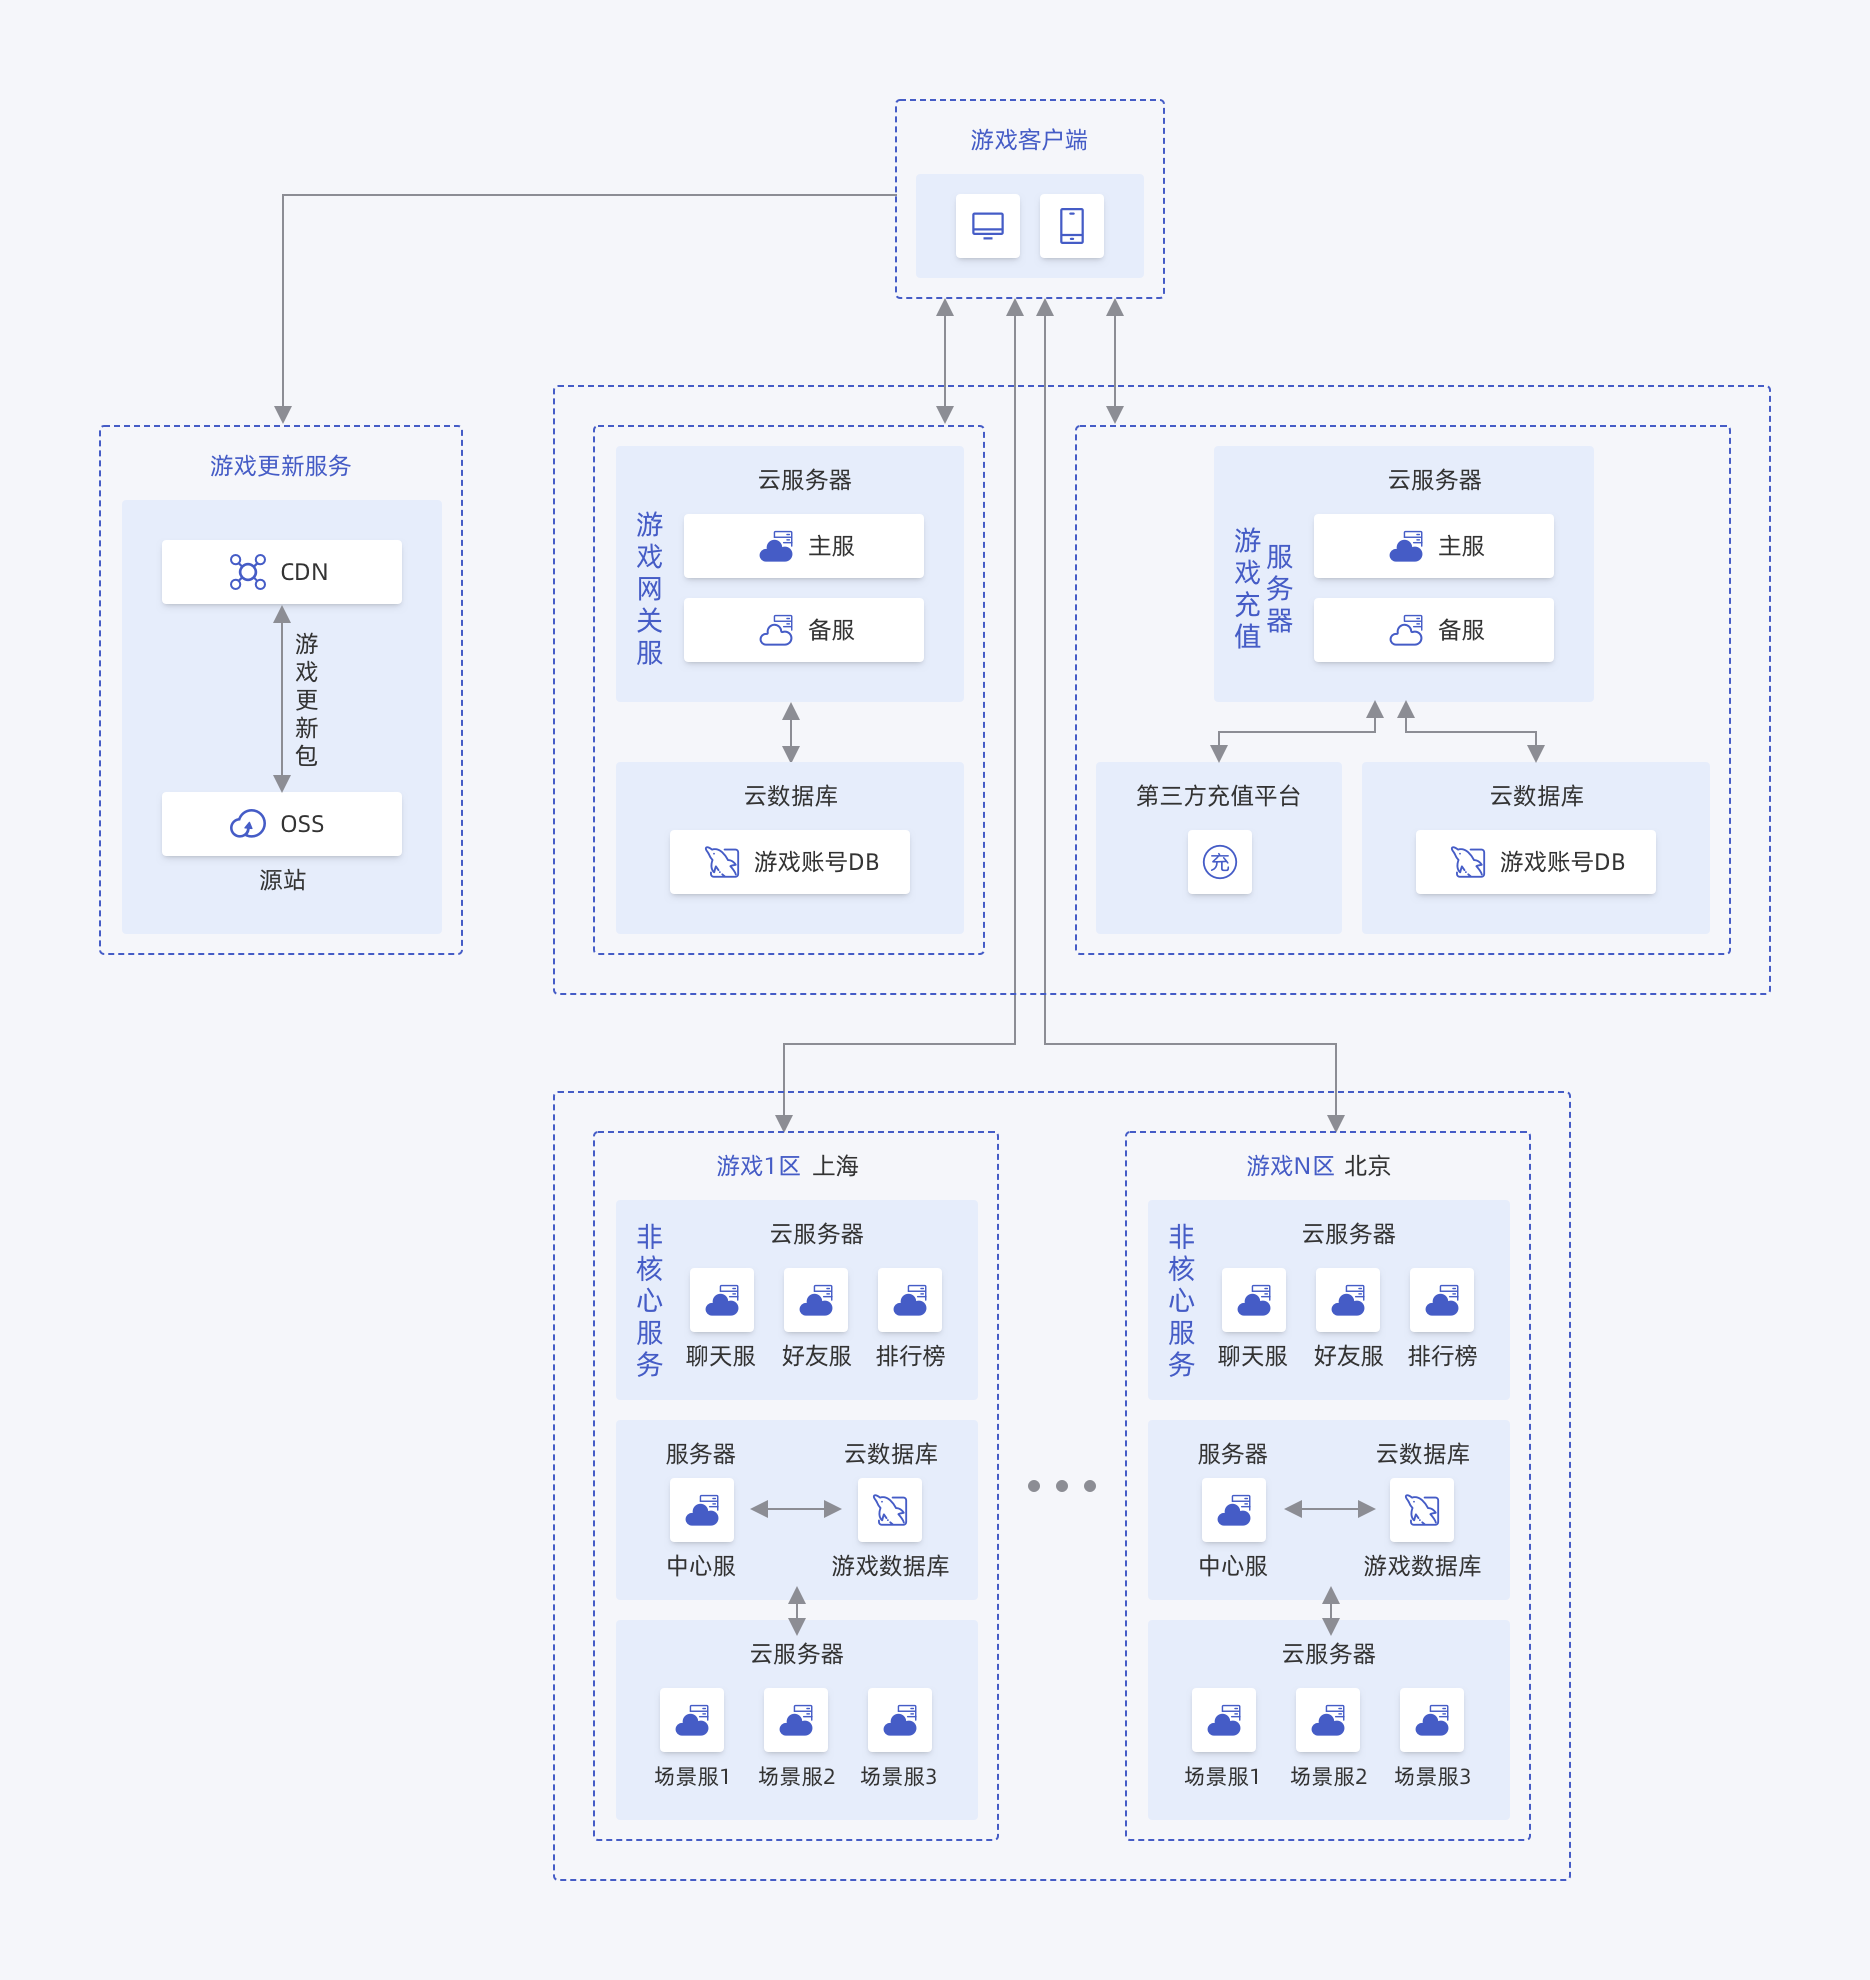 游戏客户端
游戏更新服务
CDN
游戏更新包
OSS
源站
游戏网关服
云服务器
主服
备服
云数据库
游戏账号DB
游戏充值
服务器
云服务器
主服
备服
第三方充值平台
充
云数据库
游戏账号DB
游戏1区 上海
非核心服务
云服务器
聊天服 好友服 排行榜
服务器 云数据库
中心服 游戏数据库
云服务器
场景服1 场景服2 场景服3
游戏N区 北京
非核心服务
云服务器
聊天服 好友服 排行榜
服务器 云数据库
中心服 游戏数据库
云服务器
场景服1 场景服2 场景服3